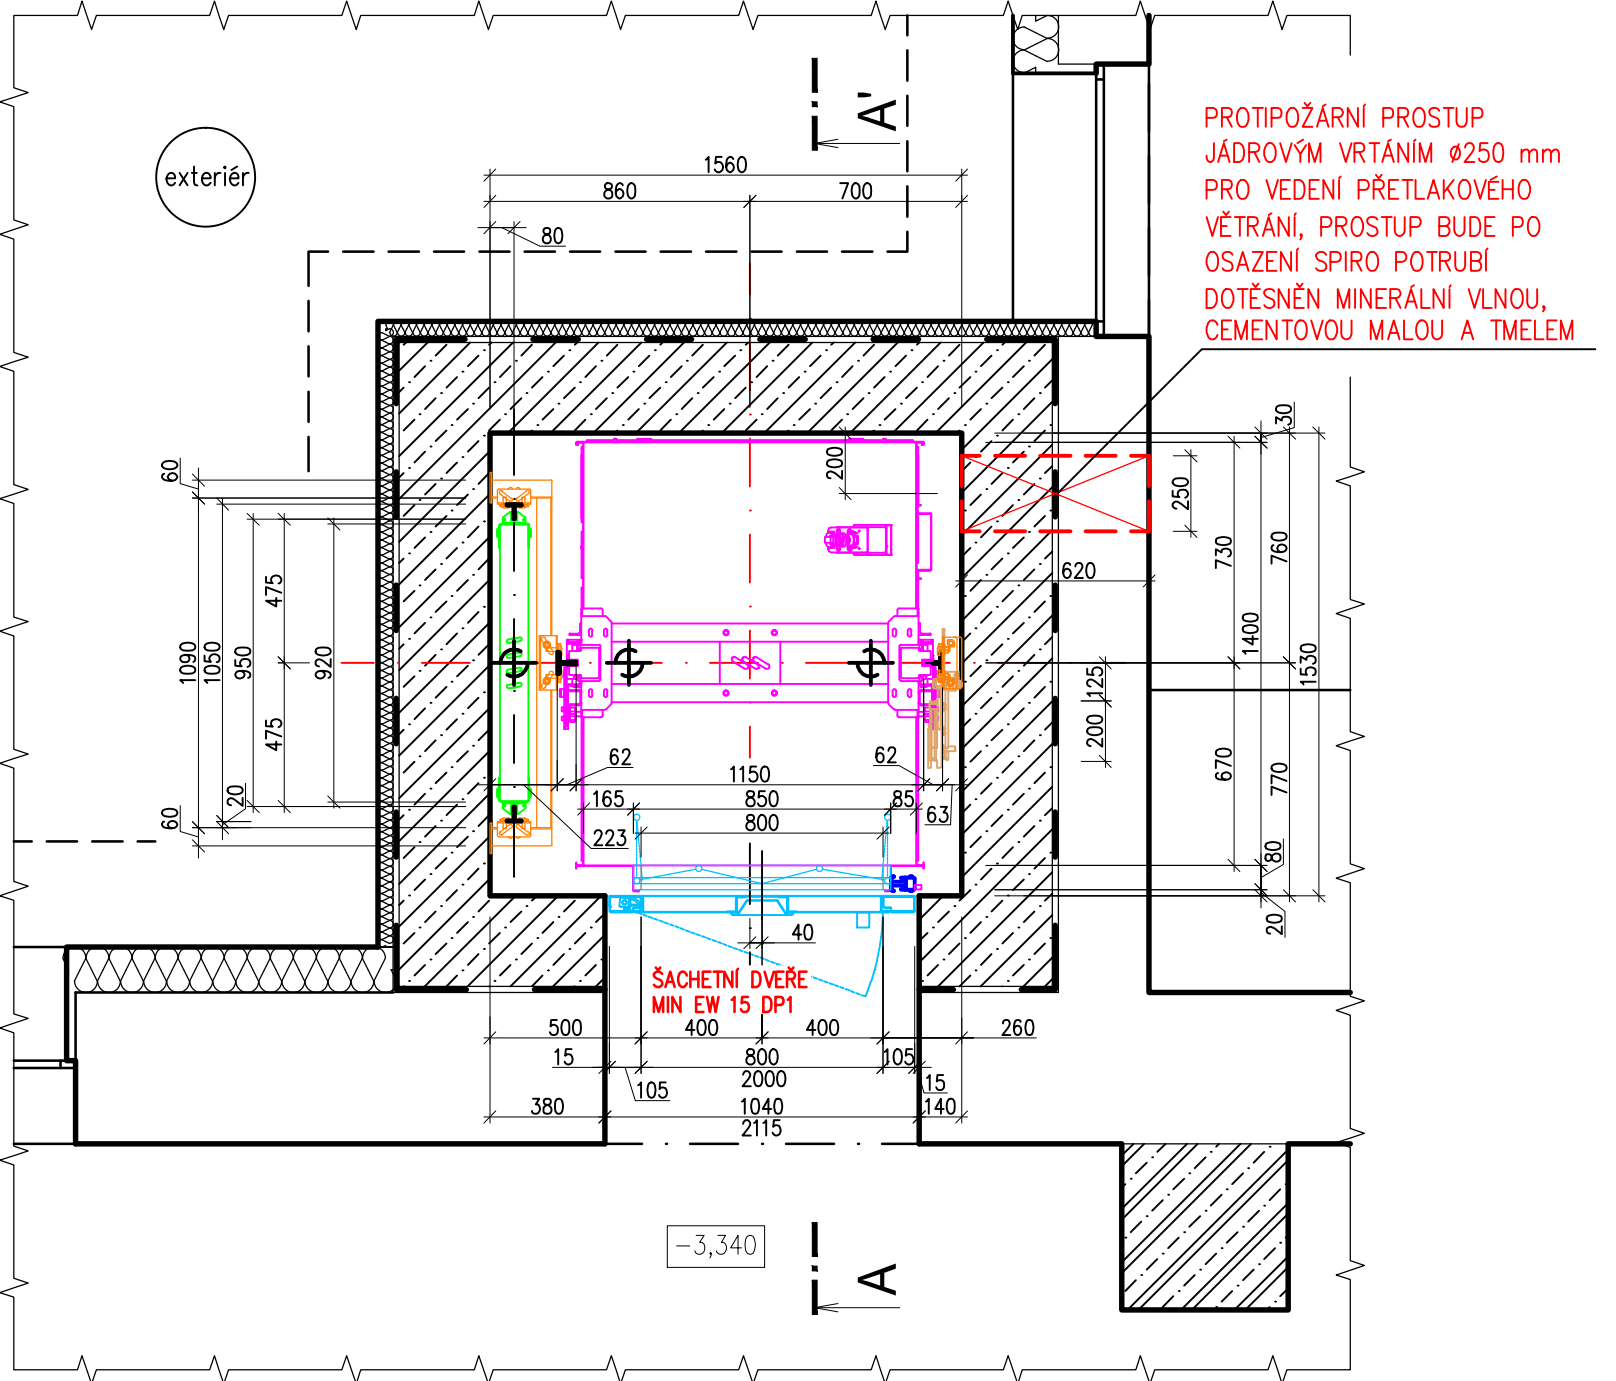 A'
PROTIPOŽÁRNÍ PROSTUP
JÁDROVÝM VRTÁNÍM ø250 mm
PRO VEDENÍ PŘETLAKOVÉHO
VĚTRÁNÍ, PROSTUP BUDE PO
OSAZENÍ SPIRO POTRUBÍ
DOTĚSNĚN MINERÁLNÍ VLNOU,
CEMENTOVOU MALOU A TMELEM
exteriér
1560
860 700
80
60
1090
1050
950
475
475
920
20
60
200
30
250
730
760
1400
1530
620
125
200
670
770
80
20
62 1150 62
165 850 85
800 63
223
40
ŠACHETNÍ DVEŘE
MIN EW 15 DP1
500 400 400 260
15 800 105
2000
105 15
380 1040 140
2115
-3,340
A